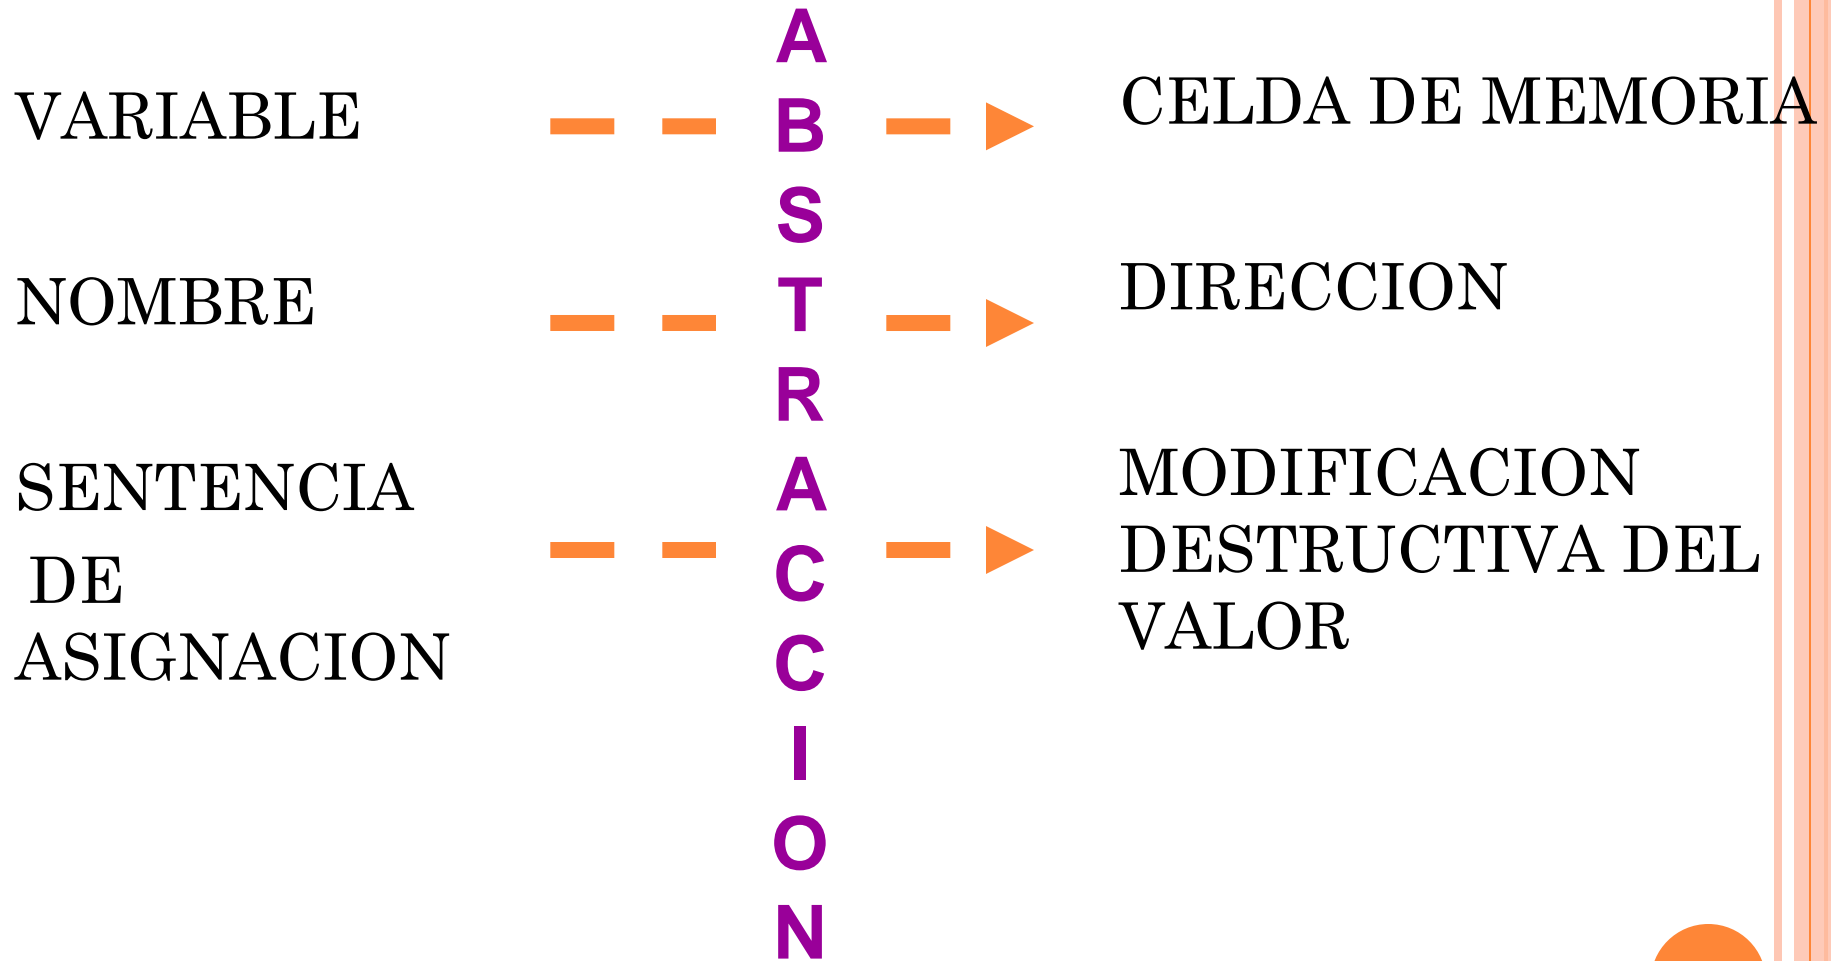 VARIABLE
NOMBRE
SENTENCIA
DE
ASIGNACION
A
B
S
T
R
A
C
C
I
O
N
CELDA DE MEMORIA
DIRECCION
MODIFICACION
DESTRUCTIVA DEL
VALOR